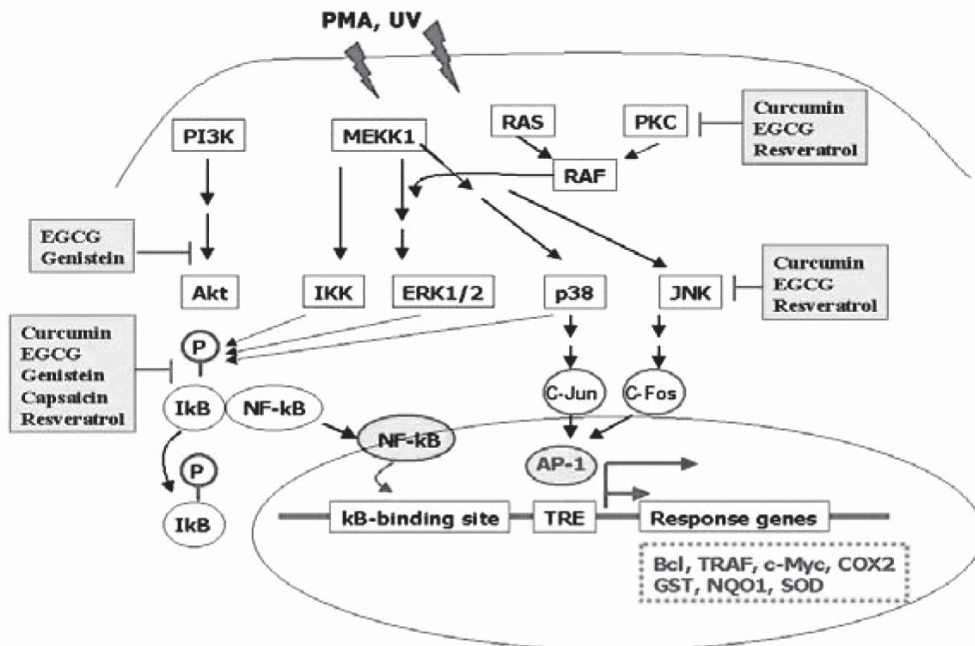 PMA, UV
PI3K
MEKK1
RAS
PKC
RAF
Curcumin
EGCG
Resveratrol
EGCG
Genistein
Akt
IKK
ERK1/2
p38
JNK
Curcumin
EGCG
Resveratrol
Curcumin
EGCG
Genistein
Capsaicin
Resveratrol
P
IkB
NF-kB
C-Jun
C-Fos
NF-kB
AP-1
P
IkB
kB-binding site
TRE
Response genes
Bcl, TRAF, c-Myc, COX2
GST, NQO1, SOD